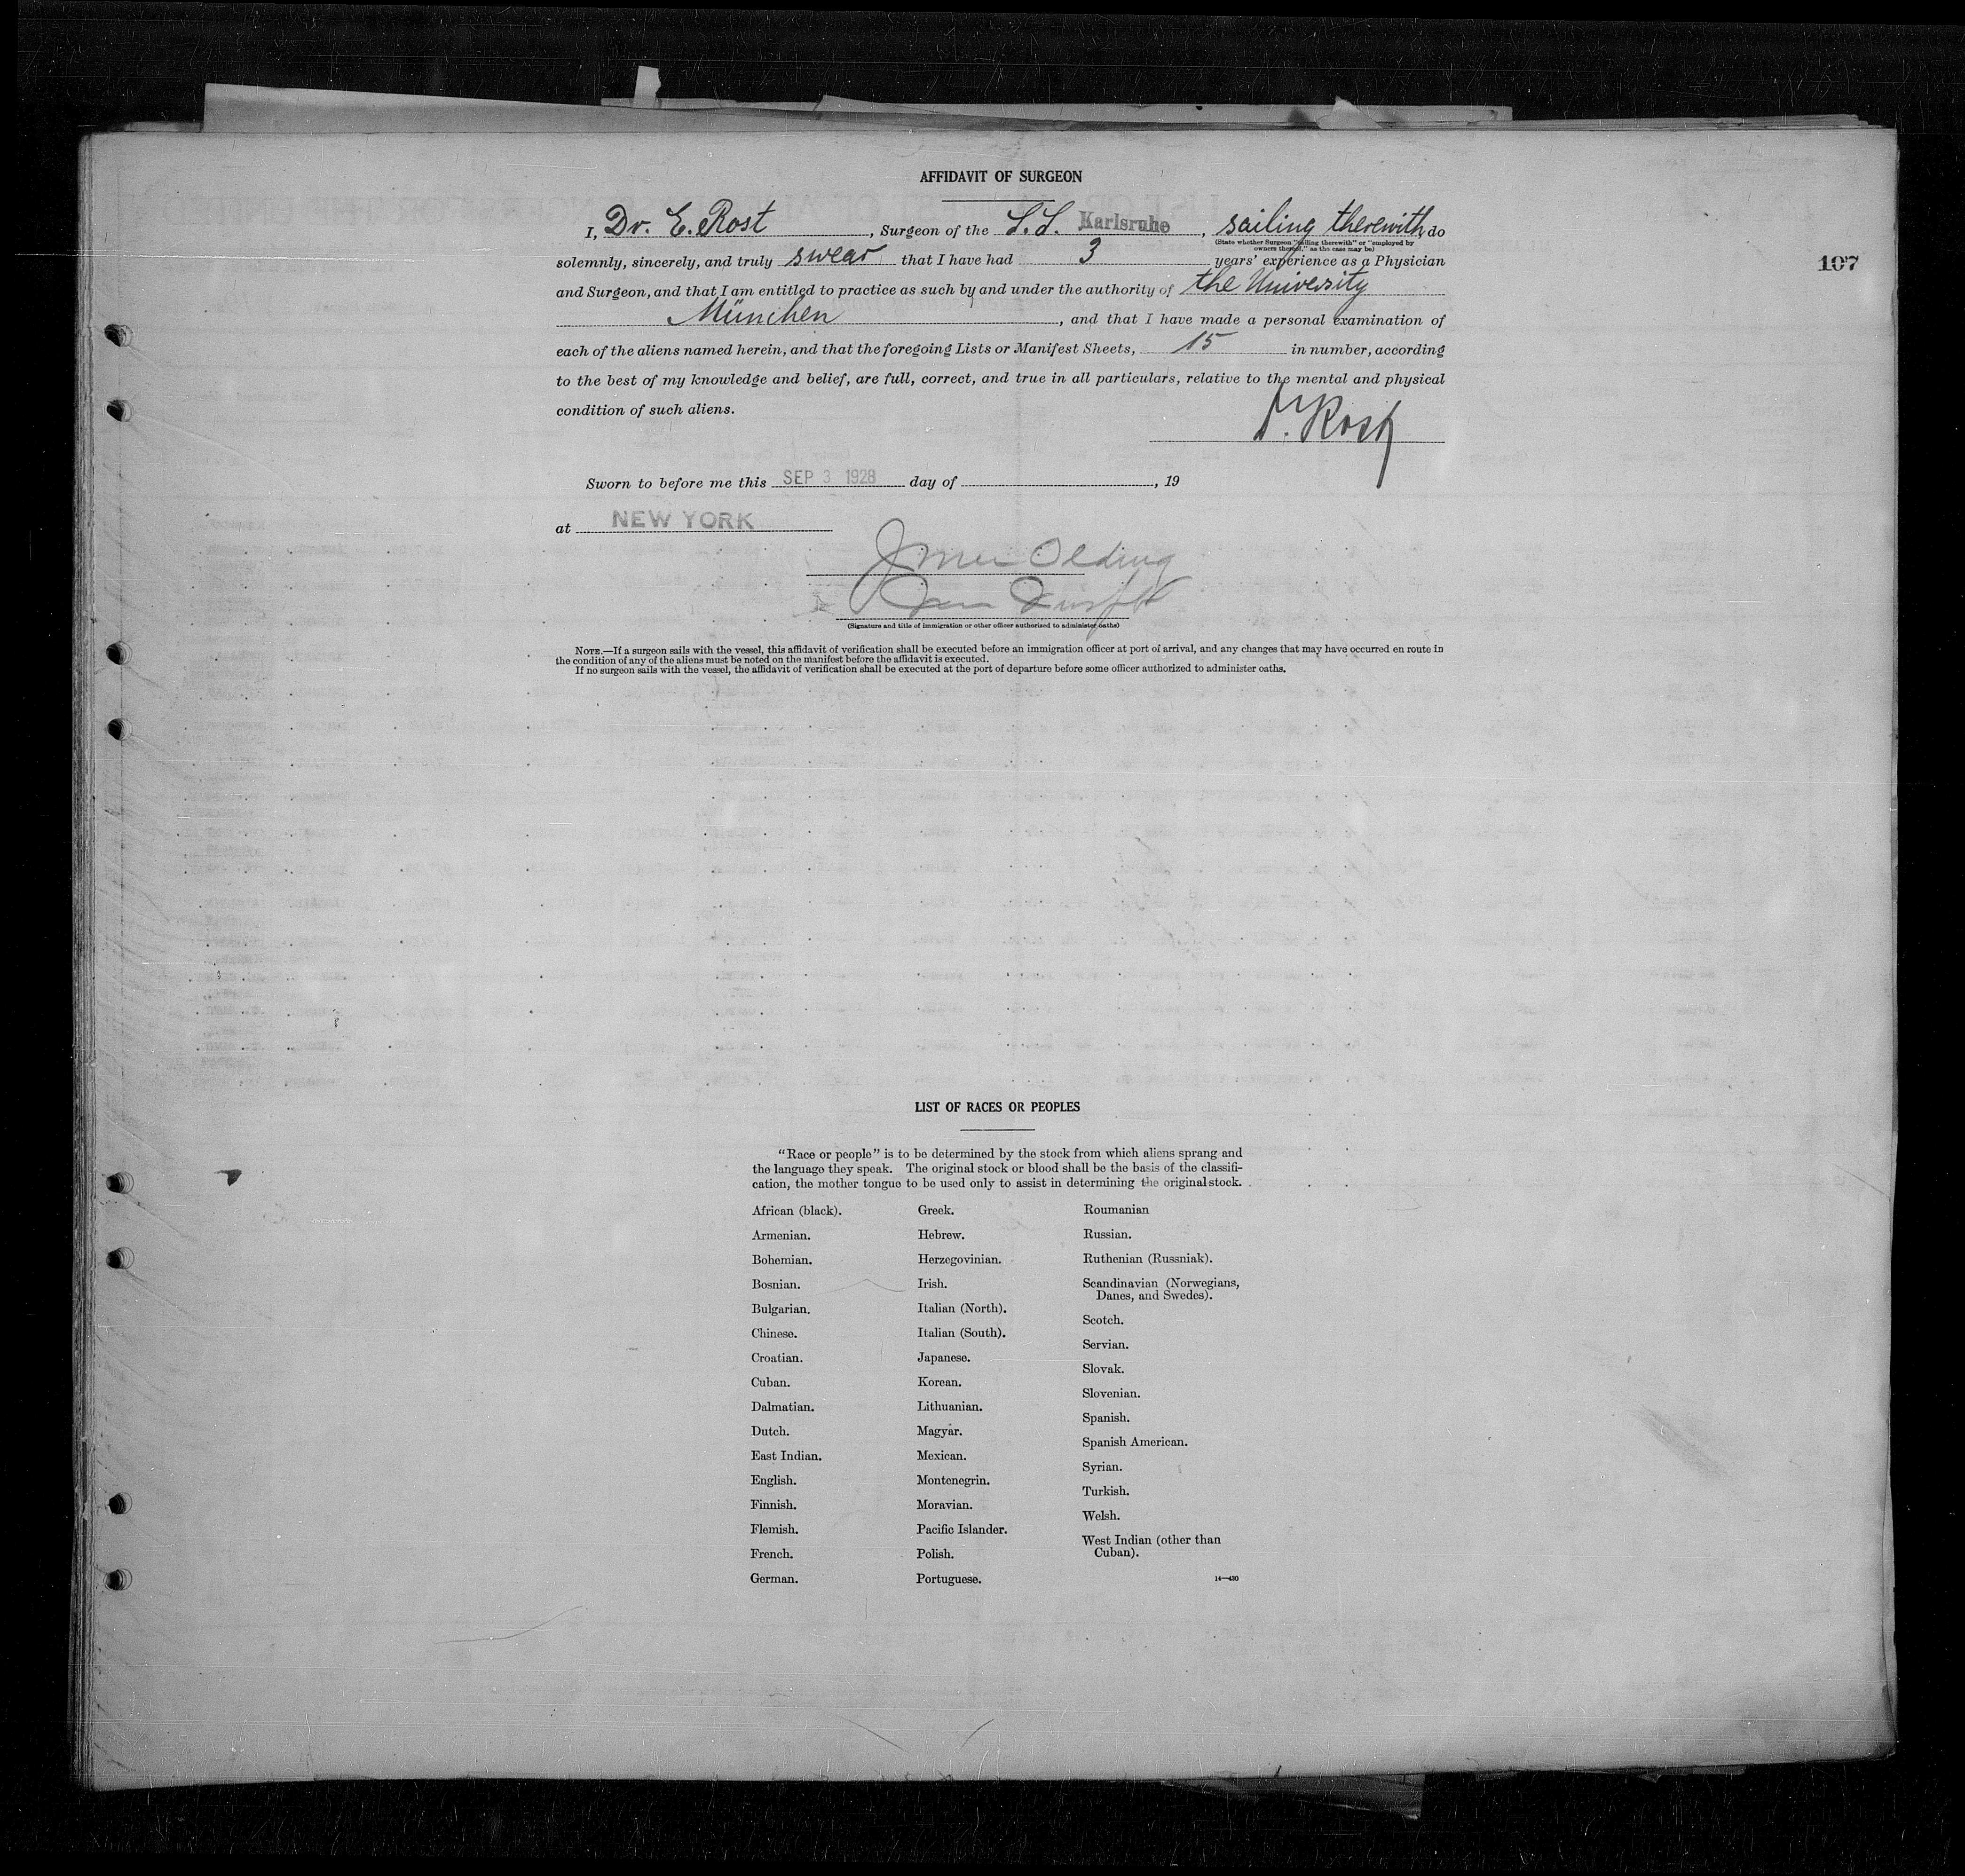 AFFIDAVIT OF SURGEON
I, Dr. E. Rost, Surgeon of the S.S. Karlsruhe, sailing therewith, do
(State whether Surgeon "sailing therewith" or "employed by
owners thereof," as the case may be)
solemnly, sincerely, and truly swear that I have had 3 years' experience as a Physician
107
and Surgeon, and that I am entitled to practice as such by and under the authority of the University
München, and that I have made a personal examination of
each of the aliens named herein, and that the foregoing Lists or Manifest Sheets, 15 in number, according
to the best of my knowledge and belief, are full, correct, and true in all particulars, relative to the mental and physical
condition of such aliens.
Dr. Rost
Sworn to before me this SEP 3 1928 day of , 19
at NEW YORK
(Signature and title of immigration or other officer authorized to administer oaths)
NOTE.—If a surgeon sails with the vessel, this affidavit of verification shall be executed before an immigration officer at port of arrival, and any changes that may have occurred en route in
the condition of any of the aliens must be noted on the manifest before the affidavit is executed.
If no surgeon sails with the vessel, the affidavit of verification shall be executed at the port of departure before some officer authorized to administer oaths.
LIST OF RACES OR PEOPLES
"Race or people" is to be determined by the stock from which aliens sprang and
the language they speak. The original stock or blood shall be the basis of the classifi-
cation, the mother tongue to be used only to assist in determining the original stock.
African (black).
Armenian.
Bohemian.
Bosnian.
Bulgarian.
Chinese.
Croatian.
Cuban.
Dalmatian.
Dutch.
East Indian.
English.
Finnish.
Flemish.
French.
German.
Greek.
Hebrew.
Herzegovinian.
Irish.
Italian (North).
Italian (South).
Japanese.
Korean.
Lithuanian.
Magyar.
Mexican.
Montenegrin.
Moravian.
Pacific Islander.
Polish.
Portuguese.
Roumanian
Russian.
Ruthenian (Russniak).
Scandinavian (Norwegians,
Danes, and Swedes).
Scotch.
Servian.
Slovak.
Slovenian.
Spanish.
Spanish American.
Syrian.
Turkish.
Welsh.
West Indian (other than
Cuban).
14—430